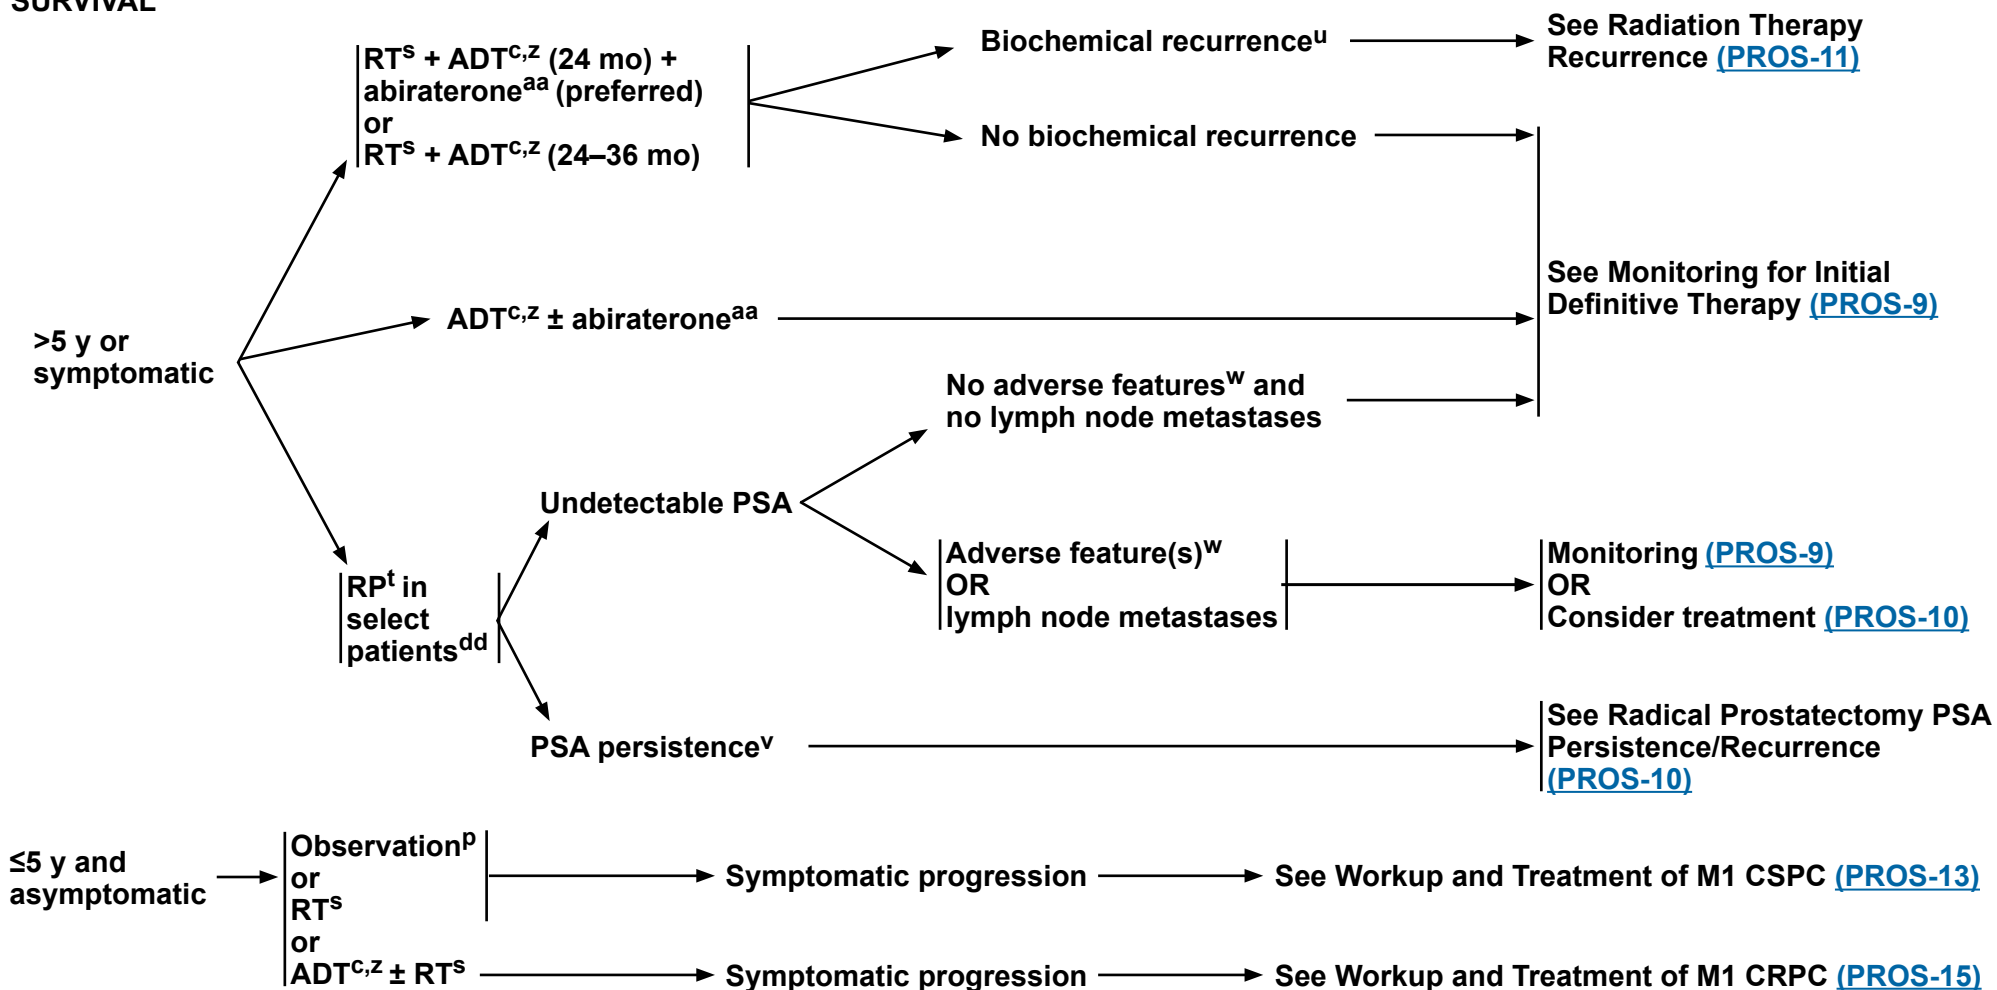 SURVIVAL
>5 y or
symptomatic
RTs + ADTc,z (24 mo) +
abirateroneaa (preferred)
or
RTs + ADTc,z (24–36 mo)
Biochemical recurrenceu
See Radiation Therapy
Recurrence (PROS-11)
No biochemical recurrence
ADTc,z ± abirateroneaa
See Monitoring for Initial
Definitive Therapy (PROS-9)
RPt in
select
patientsdd
Undetectable PSA
No adverse featuresw and
no lymph node metastases
Adverse feature(s)w
OR
lymph node metastases
Monitoring (PROS-9)
OR
Consider treatment (PROS-10)
PSA persistencev
See Radical Prostatectomy PSA
Persistence/Recurrence
(PROS-10)
≤5 y and
asymptomatic
Observationp
or
RTs
or
ADTc,z ± RTs
Symptomatic progression
See Workup and Treatment of M1 CSPC (PROS-13)
Symptomatic progression
See Workup and Treatment of M1 CRPC (PROS-15)